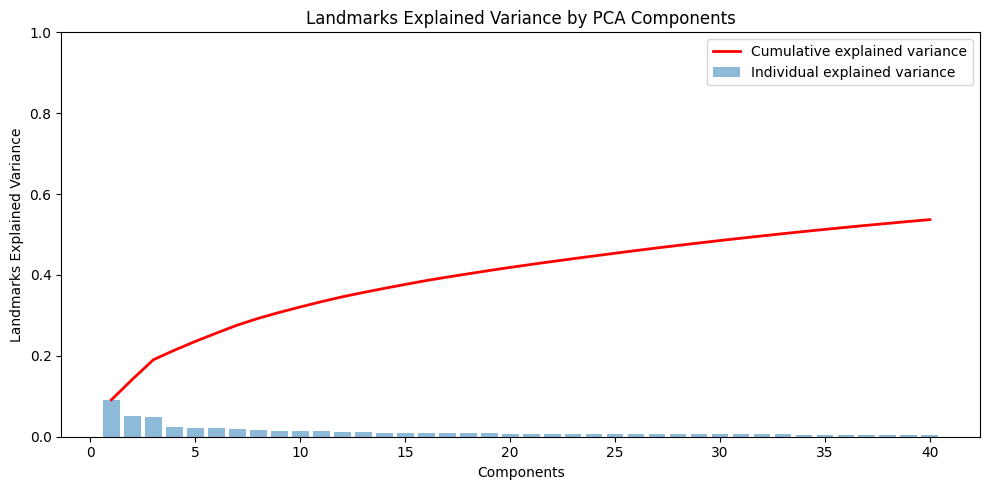 Landmarks Explained Variance by PCA Components
Landmarks Explained Variance
1.0
0.8
0.6
0.4
0.2
0.0
Cumulative explained variance
Individual explained variance
0 5 10 15 20 25 30 35 40
Components